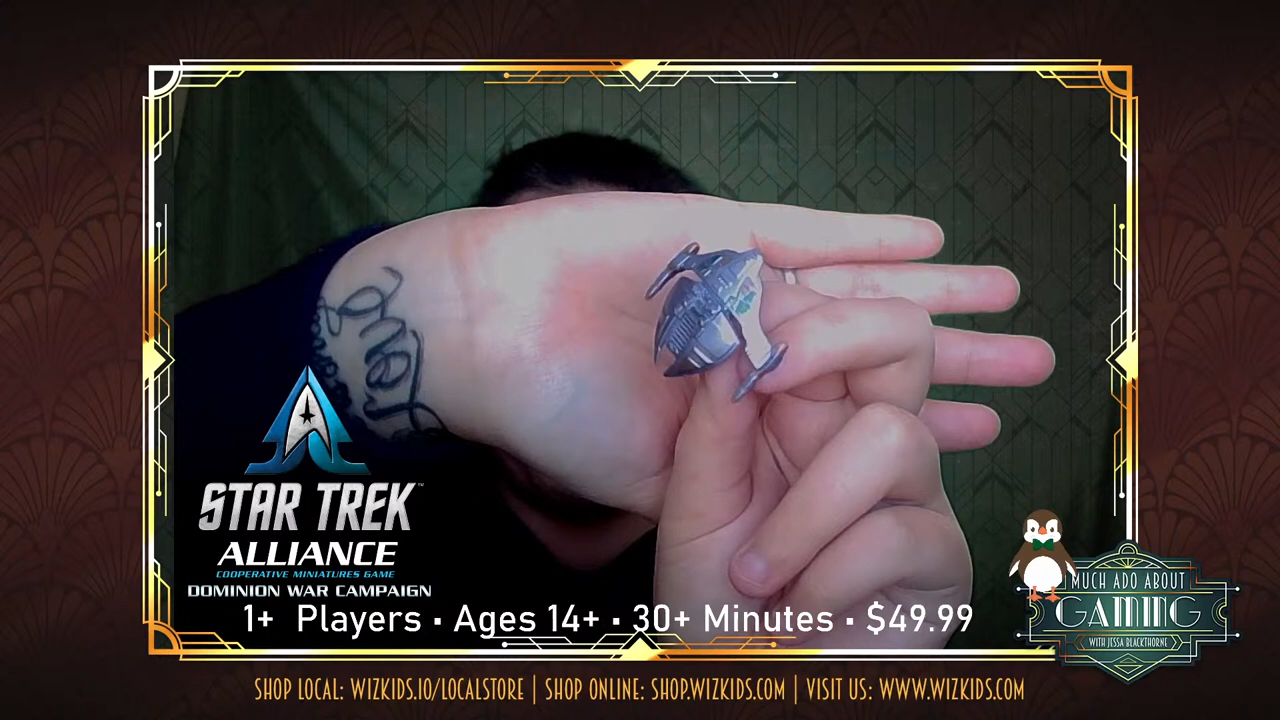 STAR TREK™
ALLIANCE
COOPERATIVE MINIATURES GAME
DOMINION WAR CAMPAIGN
1+ Players · Ages 14+ · 30+ Minutes · $49.99
MUCH ADO ABOUT
GAMING
WITH JESSA BLACKTHORNE
SHOP LOCAL: WIZKIDS.IO/LOCALSTORE | SHOP ONLINE: SHOP.WIZKIDS.COM | VISIT US: WWW.WIZKIDS.COM